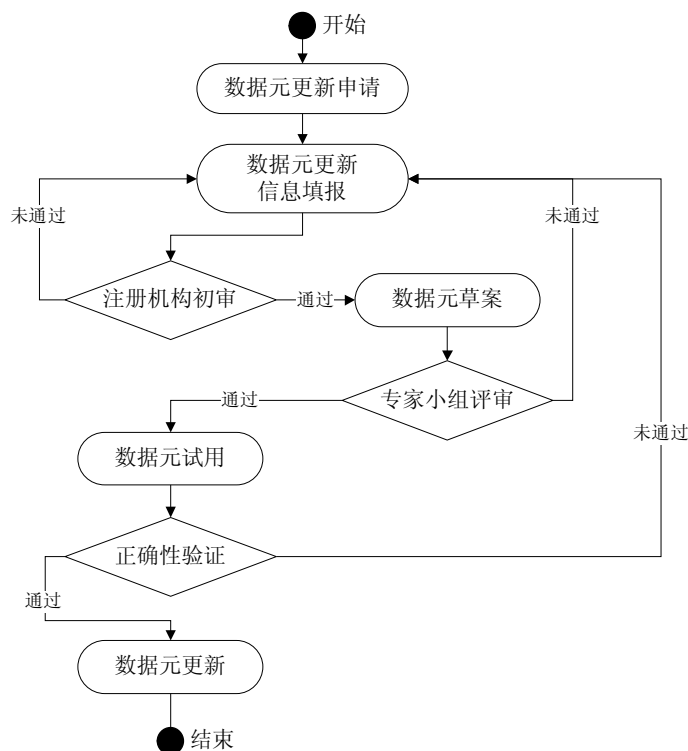 开始
数据元更新申请
数据元更新
信息填报
未通过
未通过
注册机构初审
通过
数据元草案
通过
专家小组评审
未通过
数据元试用
正确性验证
通过
数据元更新
结束